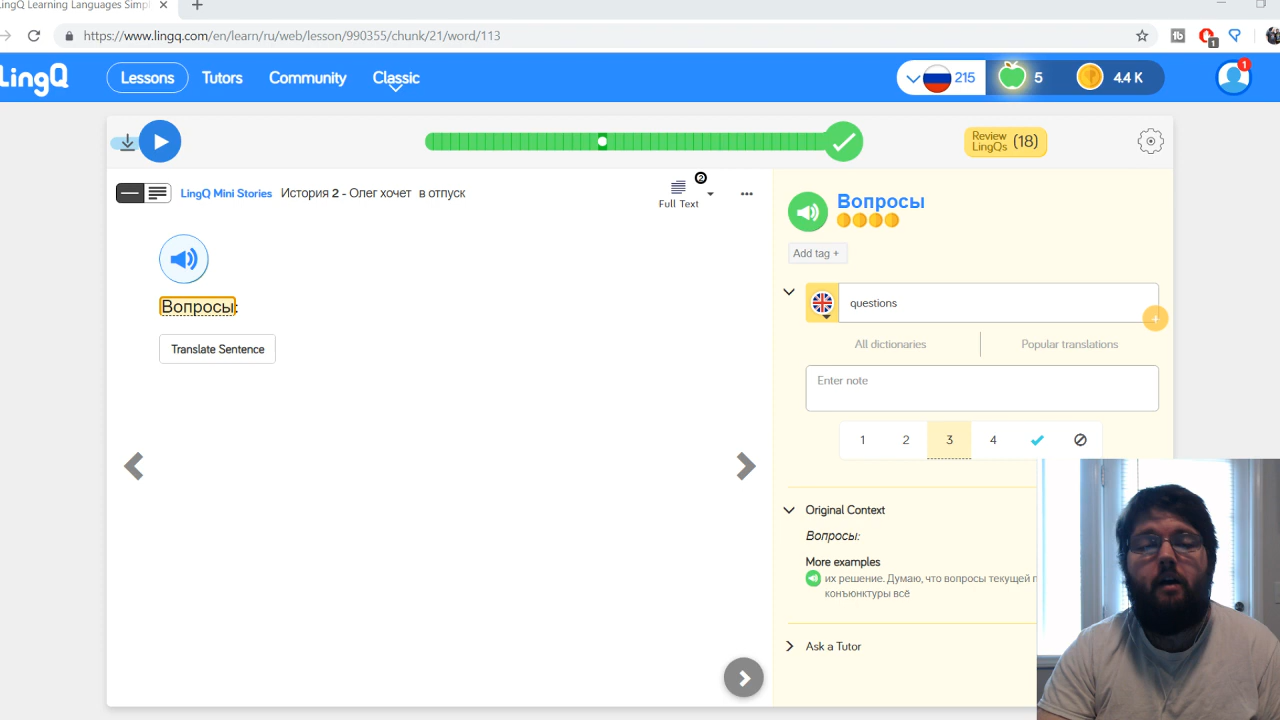 LingQ Learning Languages Simpl
https://www.lingq.com/en/learn/ru/web/lesson/990355/chunk/21/word/113
1
LingQ
Lessons
Tutors
Community
Classic
215
5
4.4 K
1
Review
LingQs
(18)
LingQ Mini Stories
История 2 - Олег хочет в отпуск
2
Full Text
Вопросы:
Translate Sentence
Вопросы
Add tag +
questions
All dictionaries
Popular translations
Enter note
1 2 3 4
Original Context
Вопросы:
More examples
их решение. Думаю, что вопросы текущей
конъюнктуры всё
Ask a Tutor